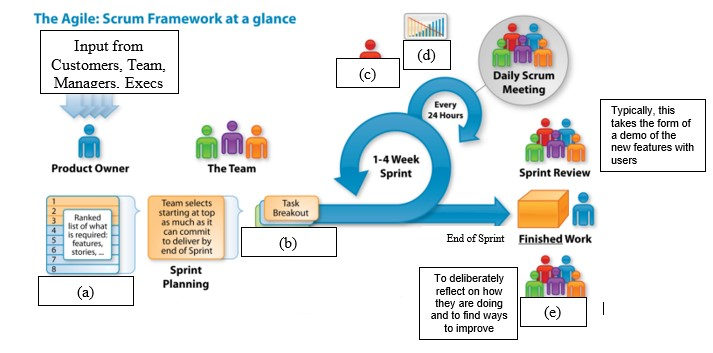 The Agile: Scrum Framework at a glance
Input from
Customers, Team,
Managers, Execs
(c)
(d)
Daily Scrum
Meeting
Every
24 Hours
Product Owner
The Team
1-4 Week
Sprint
Sprint Review
Typically, this
takes the form of
a demo of the
new features with
users
1
2
3
4
5
6
7
8
Ranked
list of what
is required:
features,
stories, ...
(a)
Team selects
starting at top
as much as it
can commit
to deliver by
end of Sprint
Sprint
Planning
Task
Breakout
(b)
End of Sprint
Finished Work
To deliberately
reflect on how
they are doing
and to find ways
to improve
(e)